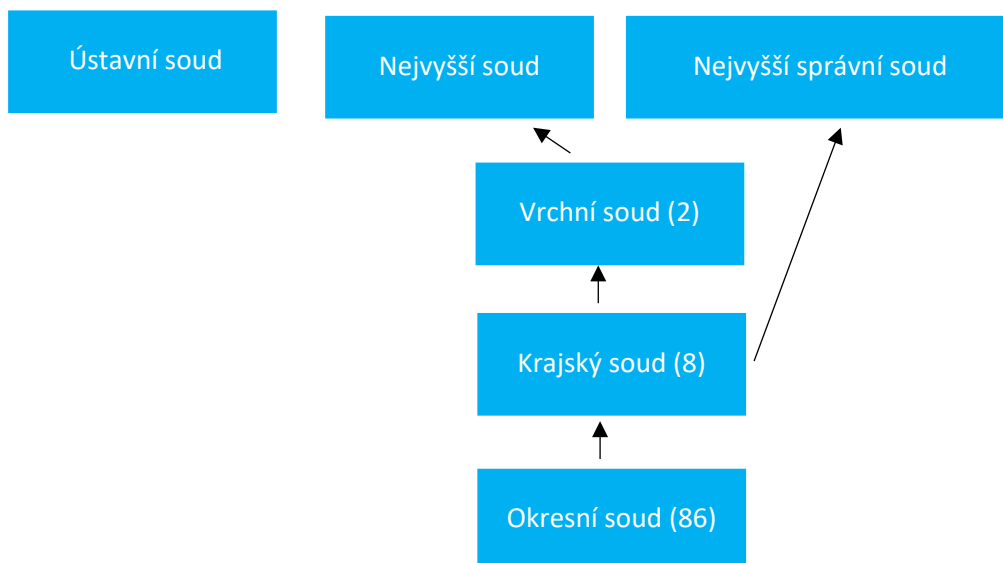 Ústavní soud
Nejvyšší soud
Nejvyšší správní soud
Vrchní soud (2)
Krajský soud (8)
Okresní soud (86)